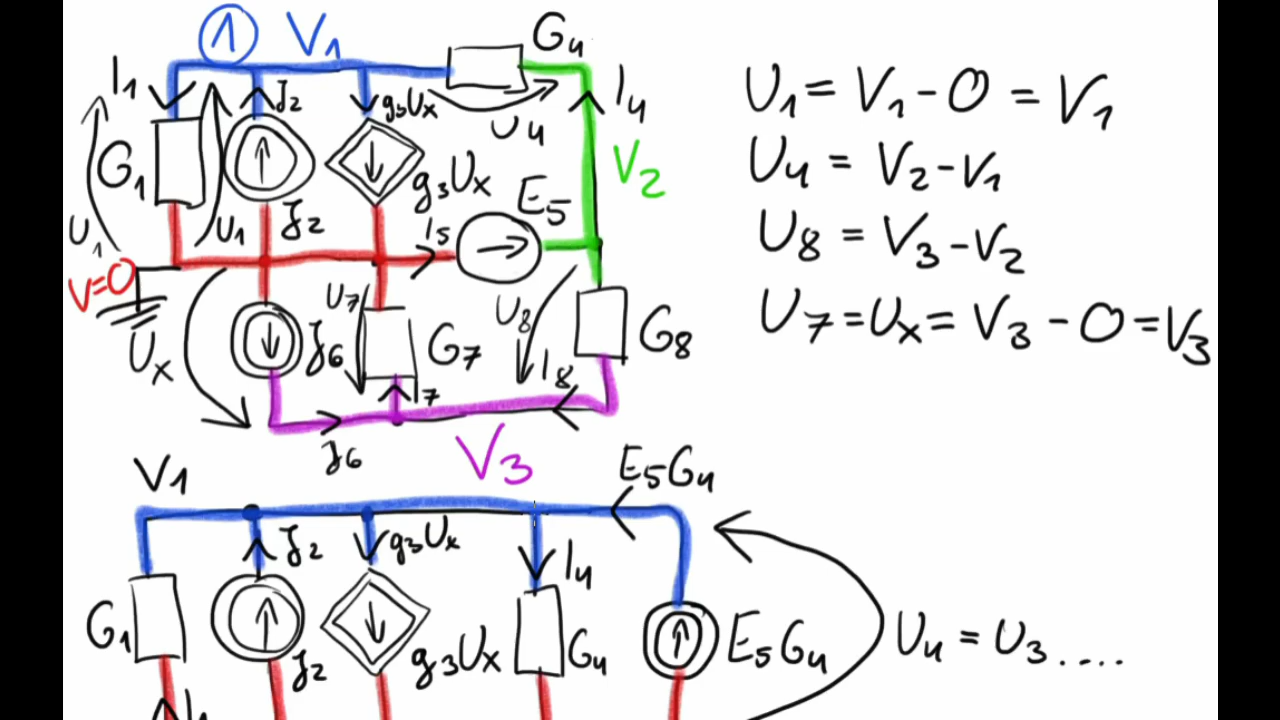 1 V1 G4
I1 J2 g3Ux U4 I4
G1 g3Ux V2
U1 U1 J2 I5 E5
V=0
Ux J6 U7 G7 U8 G8
I7 I8
J6 V3
U1 = V1 - 0 = V1
U4 = V2 - V1
U8 = V3 - V2
U7 = Ux = V3 - 0 = V3
V1 E5G4
J2 g3Ux I4
G1 J2 g3Ux G4 E5G4
U4 = U3 ....